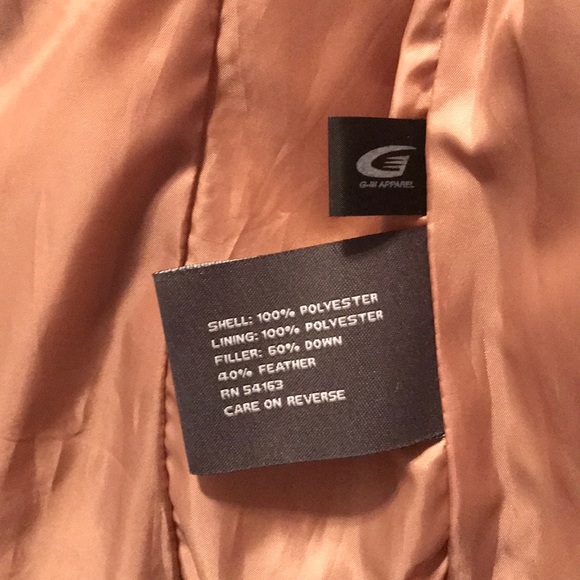 G-III APPAREL
SHELL: 100% POLYESTER
LINING: 100% POLYESTER
FILLER: 60% DOWN
40% FEATHER
RN 54163
CARE ON REVERSE